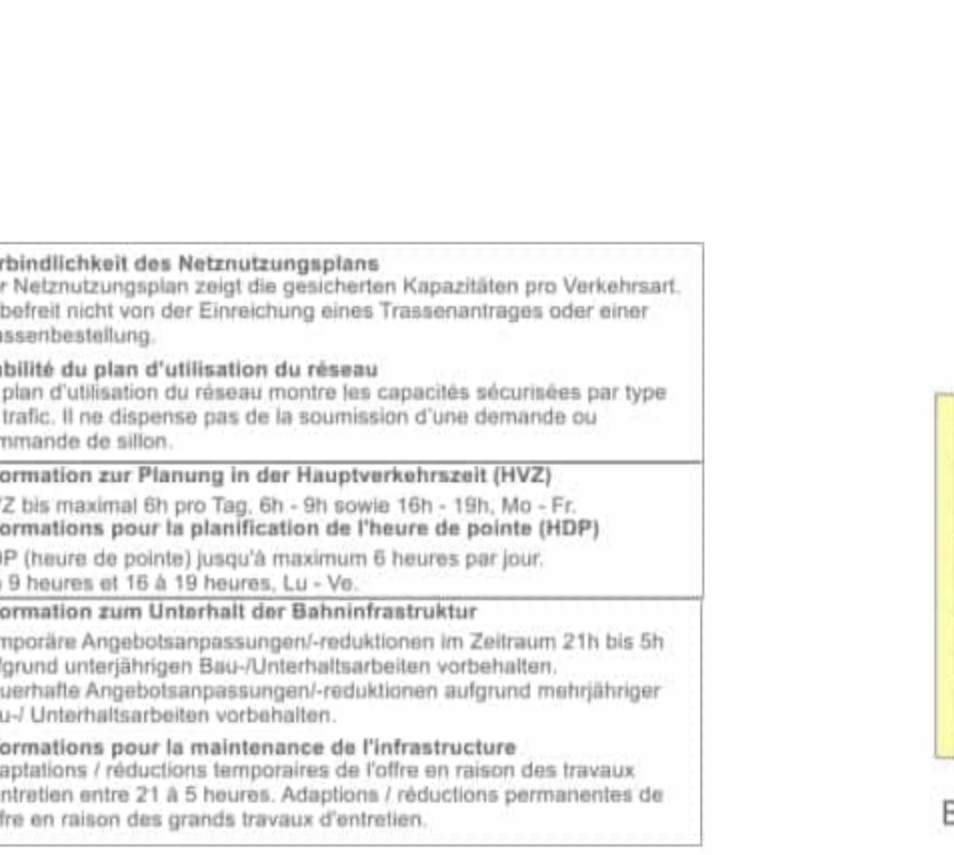 rbindlichkeit des Netznutzungsplans
r Netznutzungsplan zeigt die gesicherten Kapazitäten pro Verkehrsart.
befreit nicht von der Einreichung eines Trassenantrages oder einer
assenbestellung.
abilité du plan d'utilisation du réseau
plan d'utilisation du réseau montre les capacités sécurisées par type
trafic. Il ne dispense pas de la soumission d'une demande ou
mmande de sillon.
ormation zur Planung in der Hauptverkehrszeit (HVZ)
Z bis maximal 6h pro Tag, 6h - 9h sowie 16h - 19h, Mo - Fr.
ormations pour la planification de l'heure de pointe (HDP)
DP (heure de pointe) jusqu'à maximum 6 heures par jour.
à 9 heures et 16 à 19 heures, Lu - Ve.
ormation zum Unterhalt der Bahninfrastruktur
mporäre Angebotsanpassungen/-reduktionen im Zeitraum 21h bis 5h
fgrund unterjährigen Bau-/Unterhaltsarbeiten vorbehalten.
uerhafte Angebotsanpassungen/-reduktionen aufgrund mehrjähriger
u-/ Unterhaltsarbeiten vorbehalten.
ormations pour la maintenance de l'infrastructure
aptations / réductions temporaires de l'offre en raison des travaux
entretien entre 21 à 5 heures. Adaptions / réductions permanentes de
ffre en raison des grands travaux d'entretien.